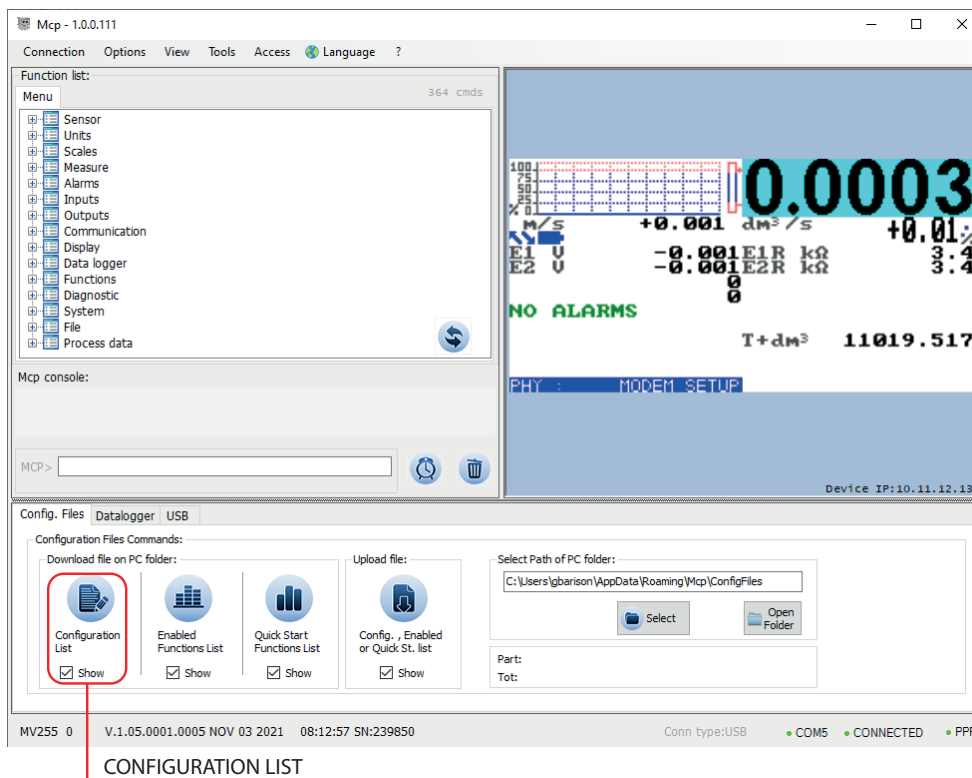 Mcp - 1.0.0.111
Connection Options View Tools Access Language ?
Function list:
Menu
364 cmds
Sensor
Units
Scales
Measure
Alarms
Inputs
Outputs
Communication
Display
Data logger
Functions
Diagnostic
System
File
Process data
Mcp console:
MCP>
100
75
50
25
% 0
0.0003
m/s +0.001 dm³/s +0.01%
E1 V -0.001 E1R kΩ 3.4
E2 V -0.001 E2R kΩ 3.4
0
0
NO ALARMS
T+dm³ 11019.517
PHY : MODEM SETUP
Device IP:10.11.12.13
Config. Files Datalogger USB
Configuration Files Commands:
Download file on PC folder:
Configuration
List
Show
Enabled
Functions List
Show
Quick Start
Functions List
Show
Upload file:
Config. , Enabled
or Quick St. list
Show
Select Path of PC folder:
C:\Users\gbarison\AppData\Roaming\Mcp\ConfigFiles
Select
Open
Folder
Part:
Tot:
MV255 0 V.1.05.0001.0005 NOV 03 2021 08:12:57 SN:239850 Conn type:USB COM5 CONNECTED
CONFIGURATION LIST